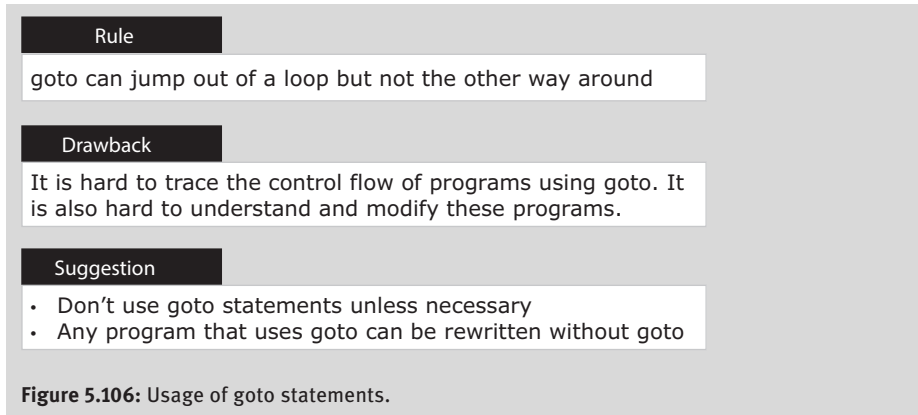 Rule
goto can jump out of a loop but not the other way around
Drawback
It is hard to trace the control flow of programs using goto. It
is also hard to understand and modify these programs.
Suggestion
• Don’t use goto statements unless necessary
• Any program that uses goto can be rewritten without goto
Figure 5.106: Usage of goto statements.